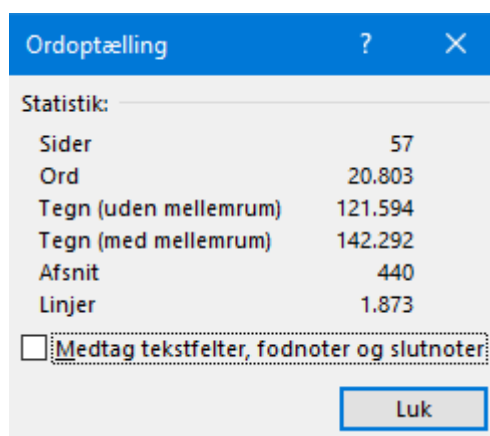 Ordoptælling ?
Statistik:
Sider 57
Ord 20.803
Tegn (uden mellemrum) 121.594
Tegn (med mellemrum) 142.292
Afsnit 440
Linjer 1.873
Medtag tekstfelter, fodnoter og slutnoter
Luk